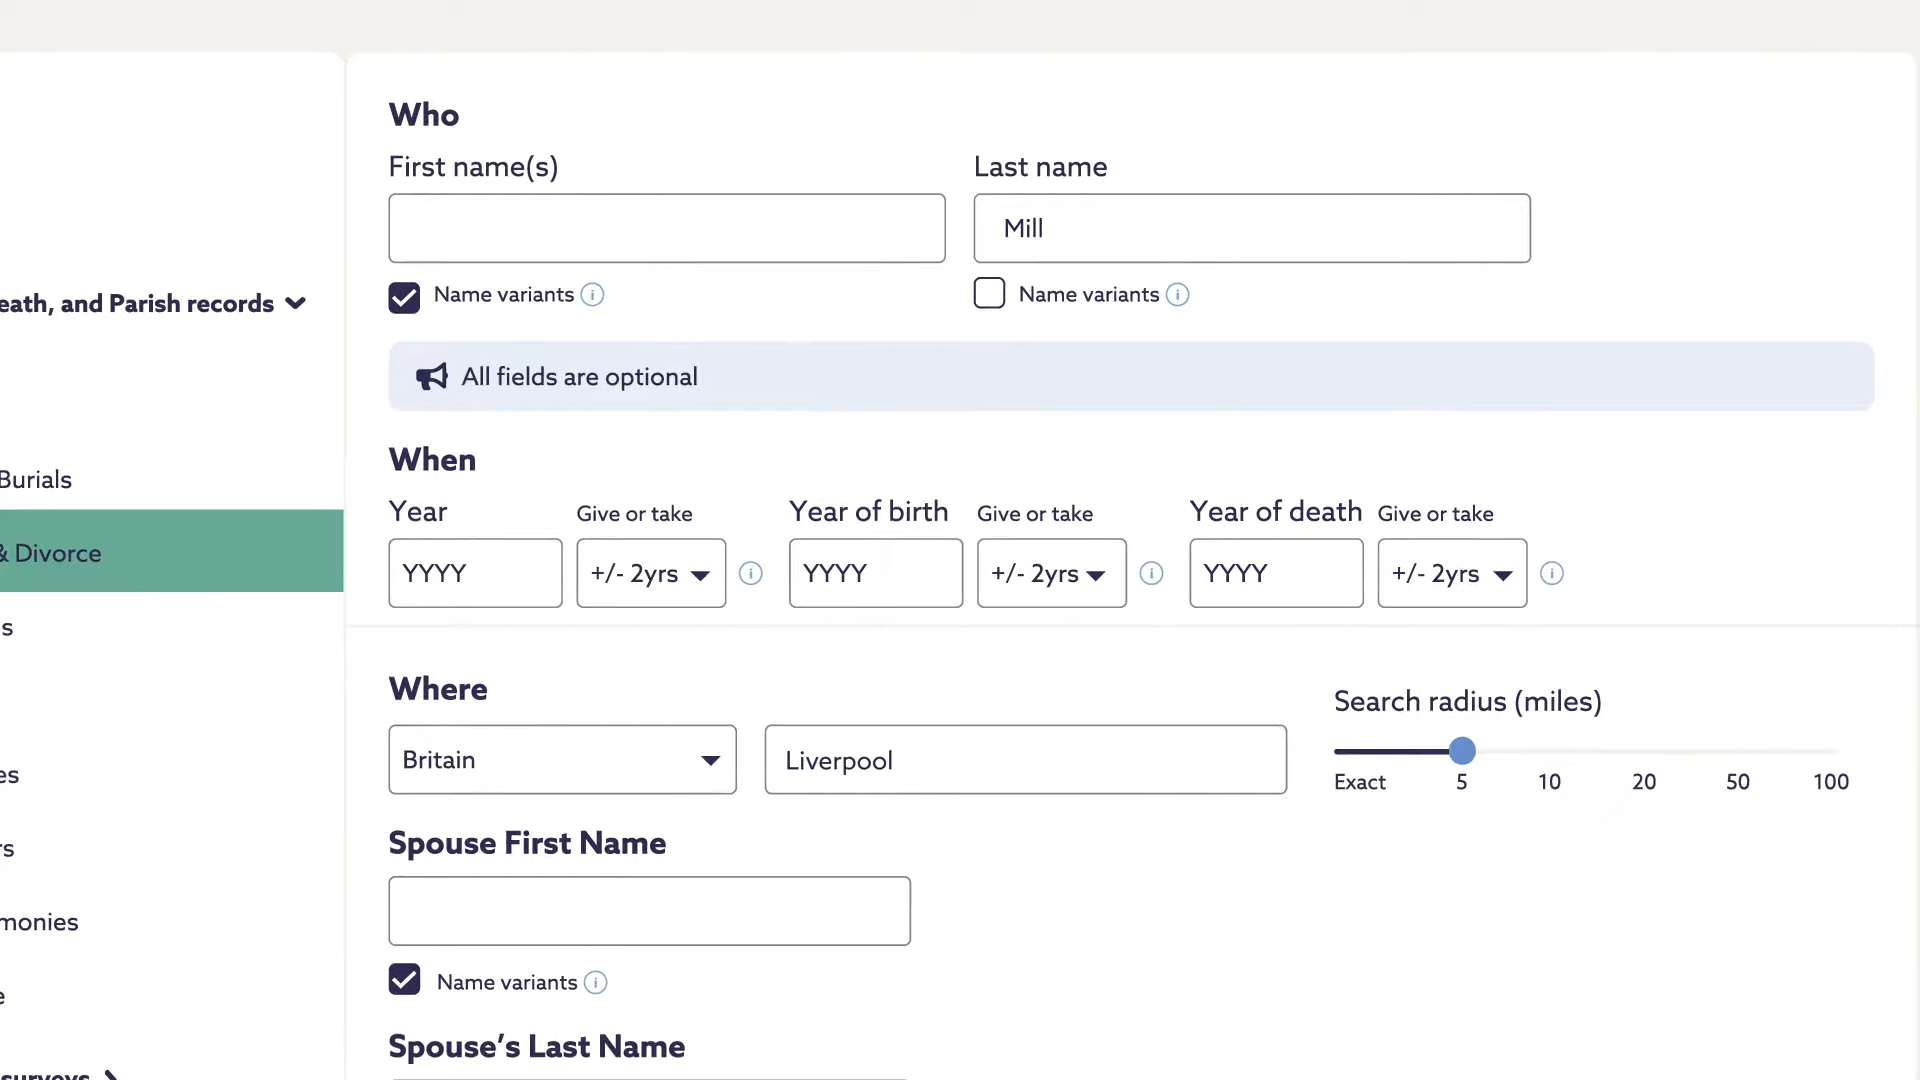 Who
First name(s) Last name
Mill
Name variants Name variants
eath, and Parish records
All fields are optional
When
Burials
Year Give or take Year of birth Give or take Year of death Give or take
& Divorce
YYYY +/- 2yrs YYYY +/- 2yrs YYYY +/- 2yrs
s
Where
Search radius (miles)
Britain Liverpool
es
Exact 5 10 20 50 100
Spouse First Name
rs
monies
Name variants
e
Spouse’s Last Name
surveys